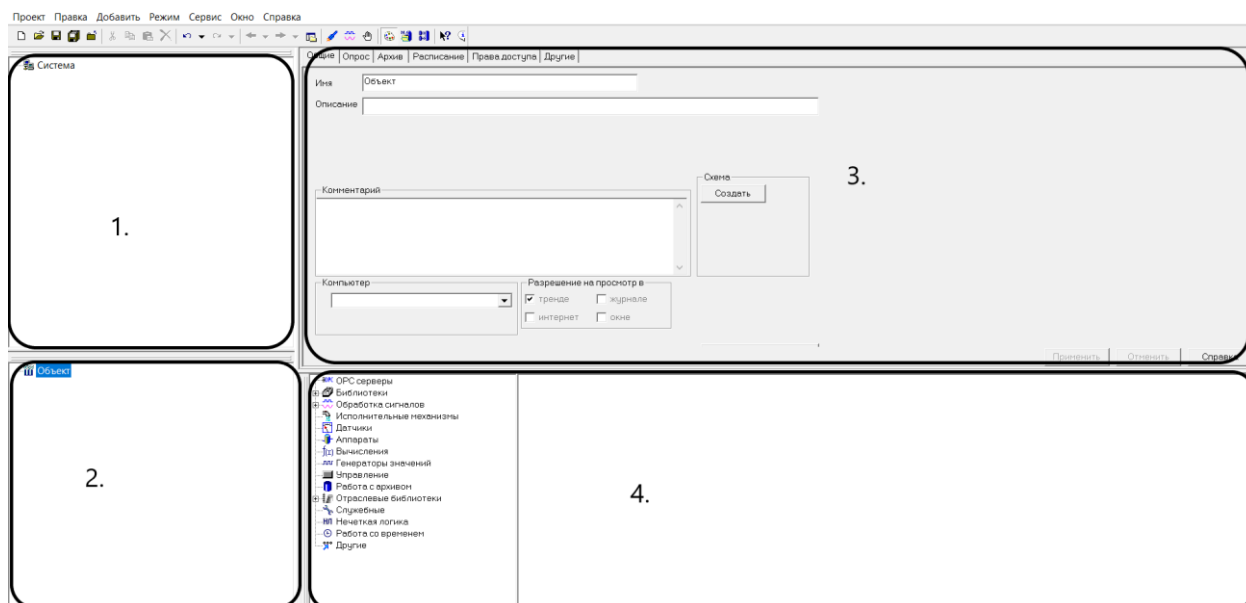 Проект Правка Добавить Режим Сервис Окно Справка
Система
1.
Общие Опрос Архив Расписание Права доступа Другие
Имя Объект
Описание
3.
Комментарий
Схема
Создать
Компьютер
Разрешение на просмотр в
тренде журнале
интернет окне
Применить Отменить Справка
Объект
2.
OPC серверы
Библиотеки
Обработка сигналов
Исполнительные механизмы
Датчики
Аппараты
Вычисления
Генераторы значений
Управление
Работа с архивом
Отраслевые библиотеки
Служебные
Нечеткая логика
Работа со временем
Другие
4.